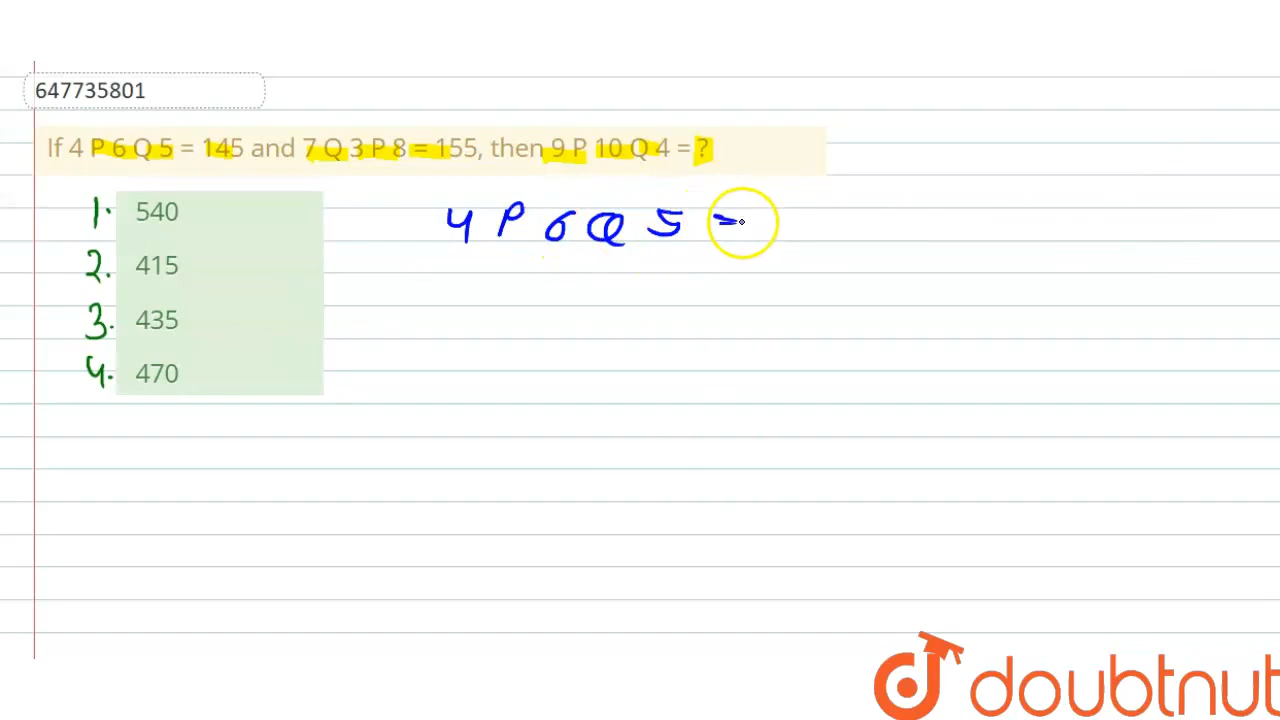 647735801
If 4 P 6 Q 5 = 145 and 7 Q 3 P 8 = 155, then 9 P 10 Q 4 = ?
1. 540
4 P 6 Q 5 =
2. 415
3. 435
4. 470
doubtnut